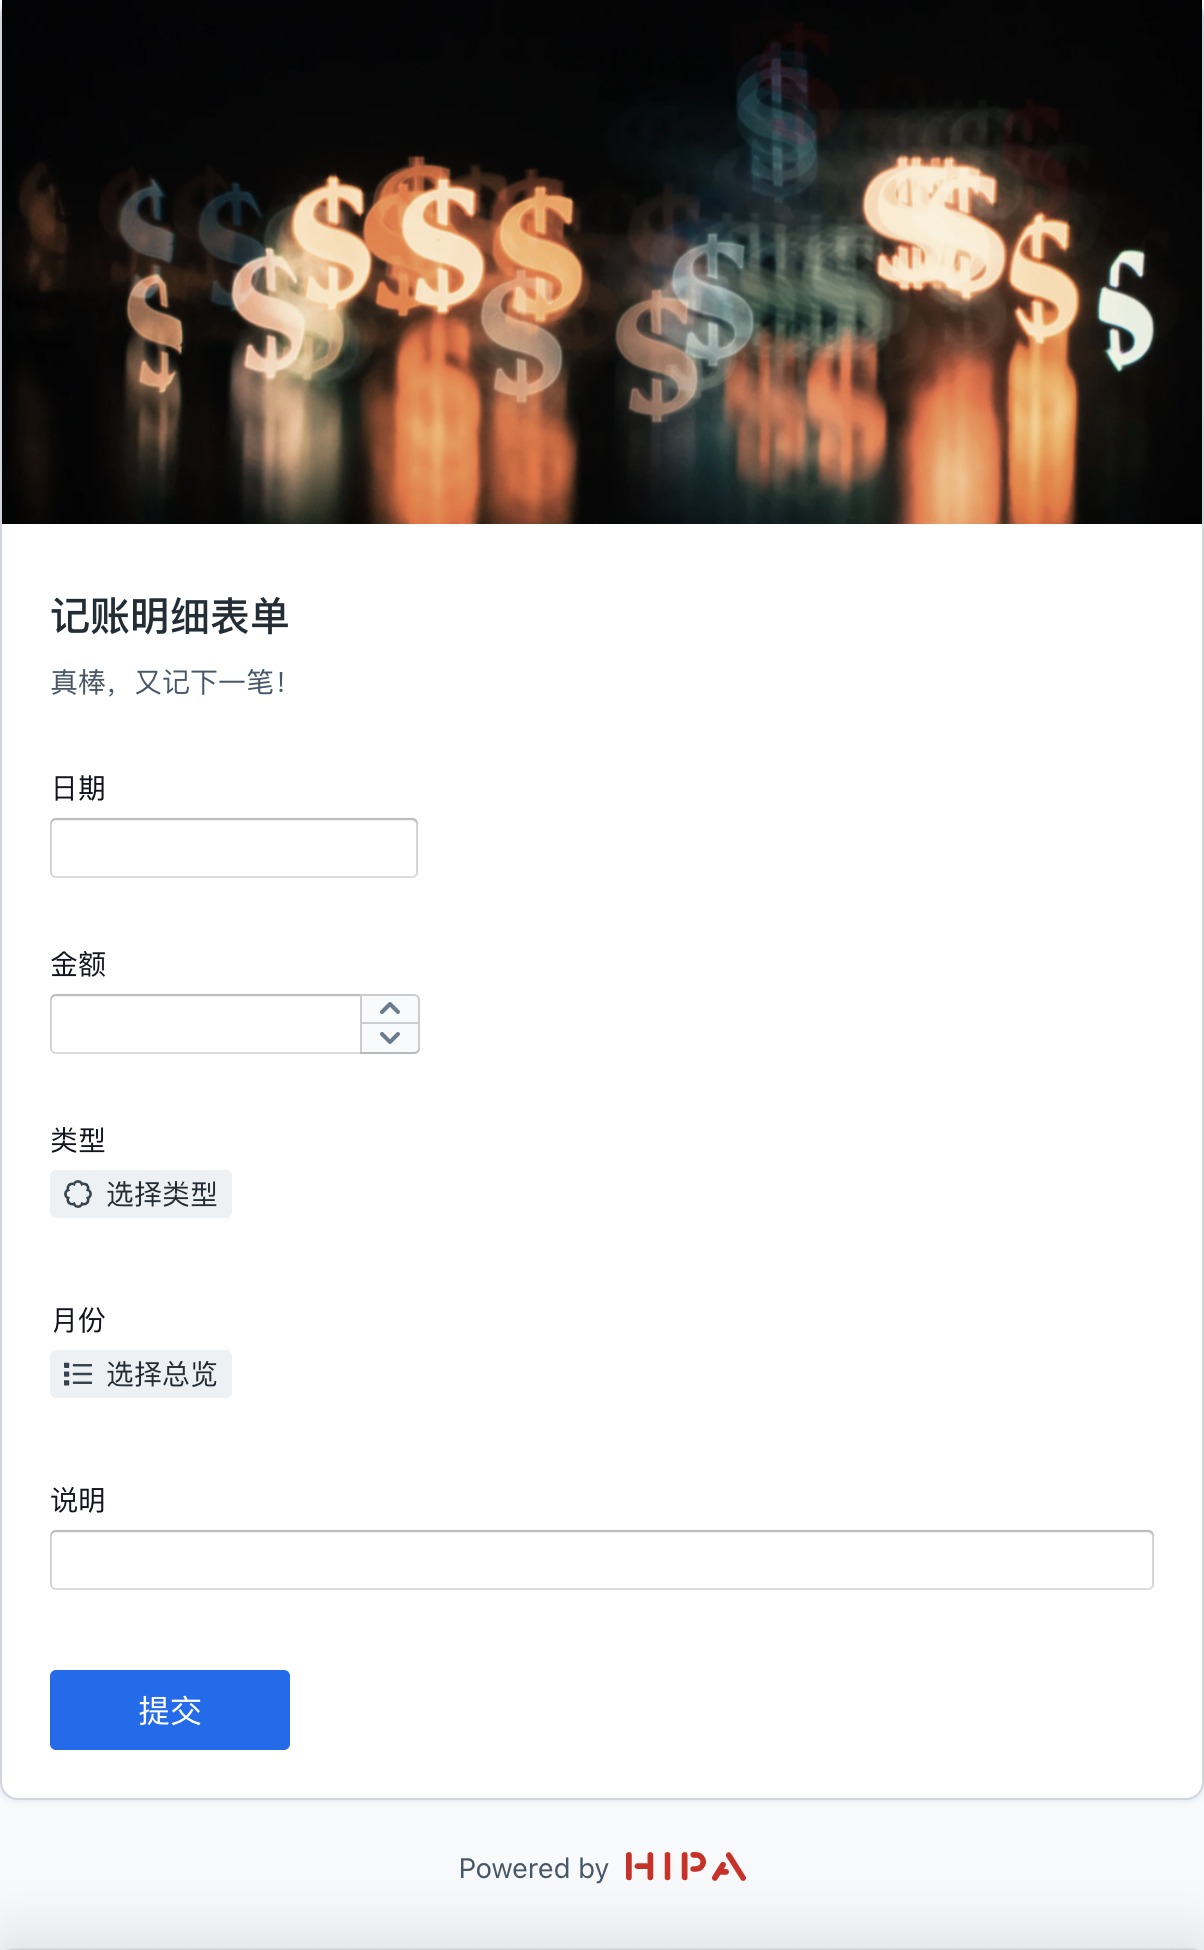 记账明细表单
真棒，又记下一笔！
日期
金额
类型
选择类型
月份
选择总览
说明
提交
Powered by HIPA